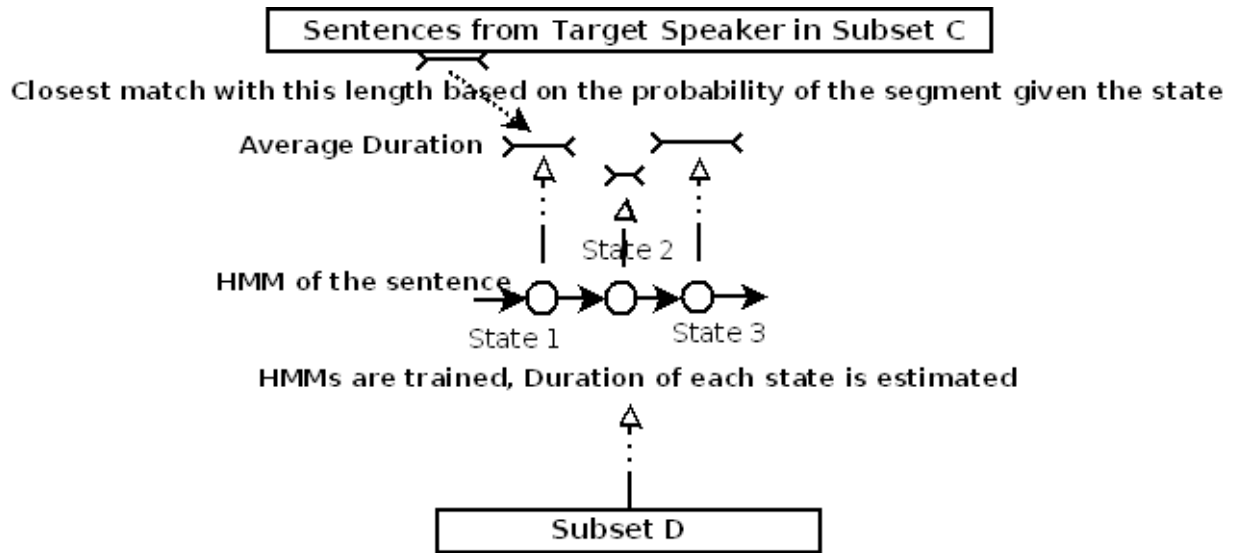 Sentences from Target Speaker in Subset C
Closest match with this length based on the probability of the segment given the state
Average Duration
State 2
HMM of the sentence
State 1
State 3
HMMs are trained, Duration of each state is estimated
Subset D